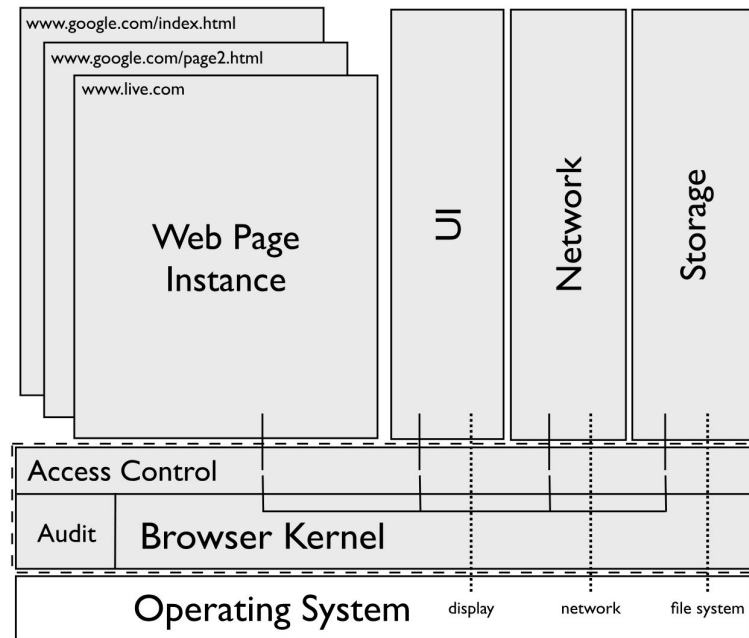 www.google.com/index.html
www.google.com/page2.html
www.live.com
Web Page
Instance
UI
Network
Storage
Access Control
Audit
Browser Kernel
Operating System
display
network
file system